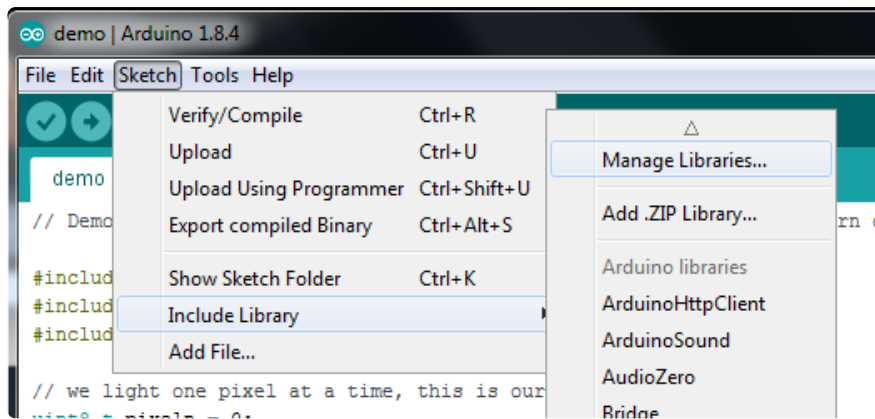 demo | Arduino 1.8.4
File Edit Sketch Tools Help
Verify/Compile Ctrl+R
Upload Ctrl+U
Upload Using Programmer Ctrl+Shift+U
Export compiled Binary Ctrl+Alt+S
Show Sketch Folder Ctrl+K
Include Library
Add File...
Manage Libraries...
Add .ZIP Library...
Arduino libraries
ArduinoHttpClient
ArduinoSound
AudioZero
Bridge
demo
// Demo
#includ
#includ
#includ
// we light one pixel at a time, this is our
uint8_t pixeln = 0;